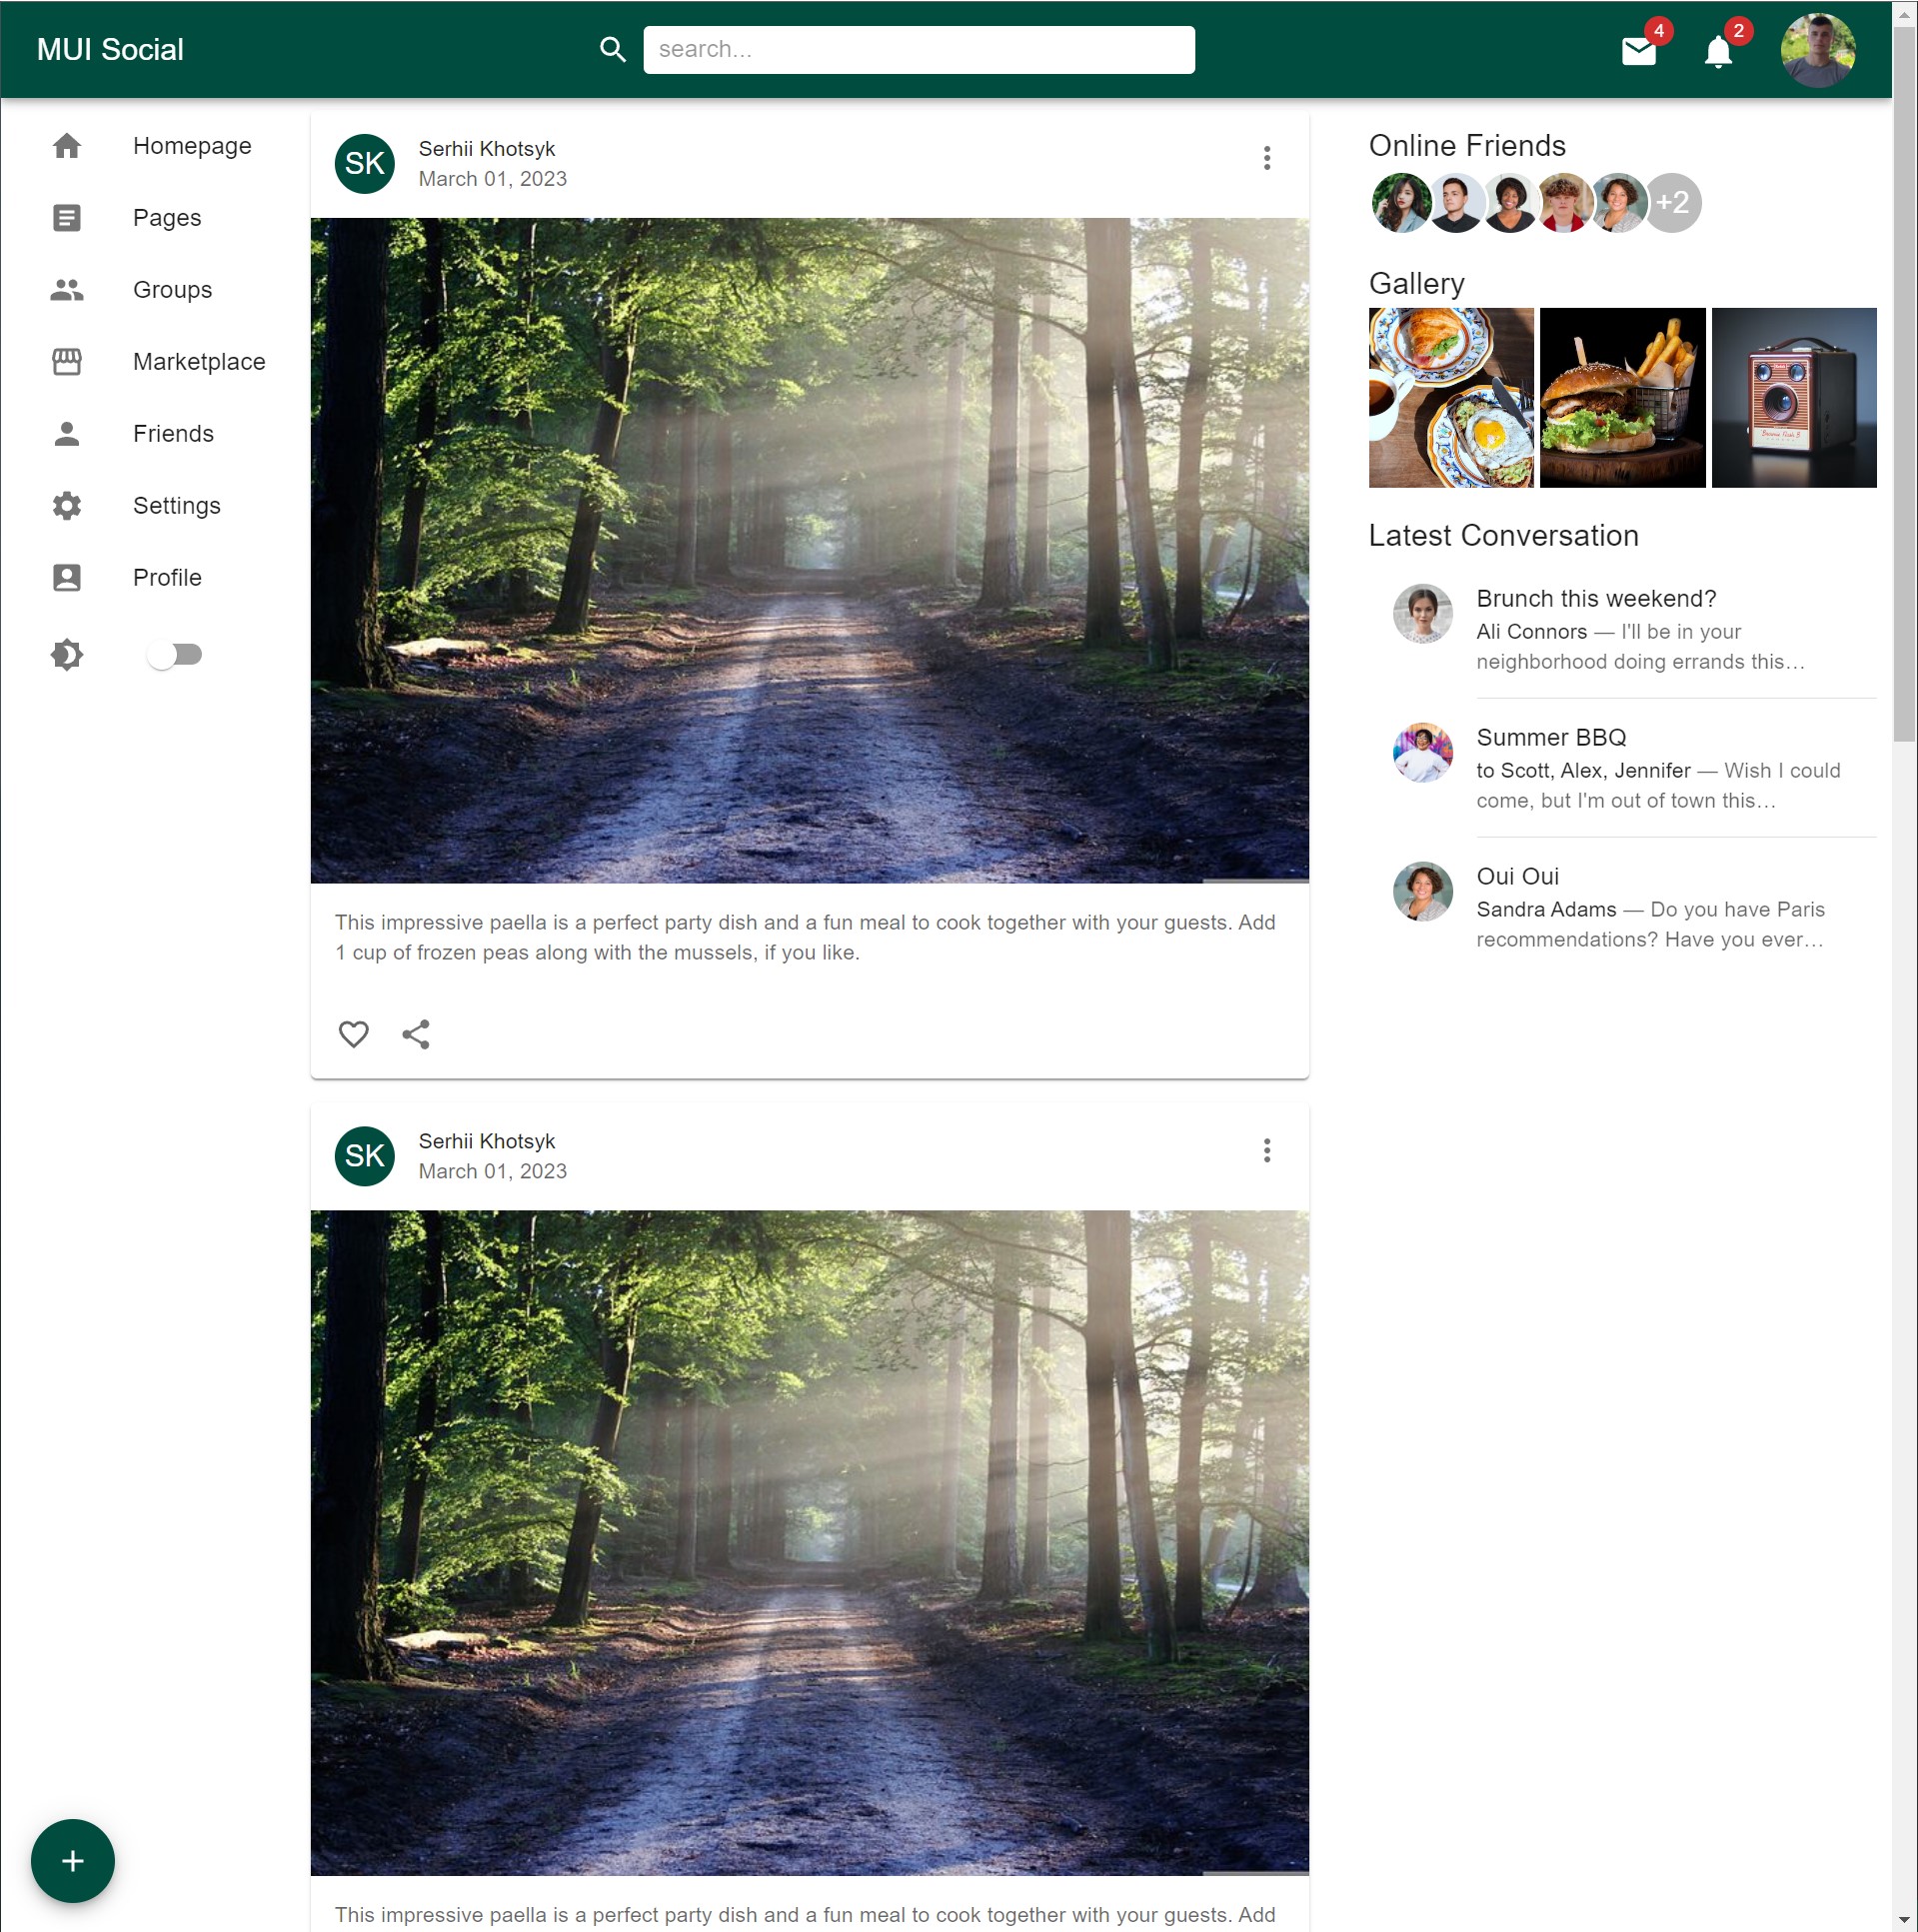 MUI Social
search...
4
2
Homepage
Pages
Groups
Marketplace
Friends
Settings
Profile
SK
Serhii Khotsyk
March 01, 2023
This impressive paella is a perfect party dish and a fun meal to cook together with your guests. Add
1 cup of frozen peas along with the mussels, if you like.
SK
Serhii Khotsyk
March 01, 2023
This impressive paella is a perfect party dish and a fun meal to cook together with your guests. Add
Online Friends
+2
Gallery
Latest Conversation
Brunch this weekend?
Ali Connors — I'll be in your
neighborhood doing errands this…
Summer BBQ
to Scott, Alex, Jennifer — Wish I could
come, but I'm out of town this…
Oui Oui
Sandra Adams — Do you have Paris
recommendations? Have you ever…